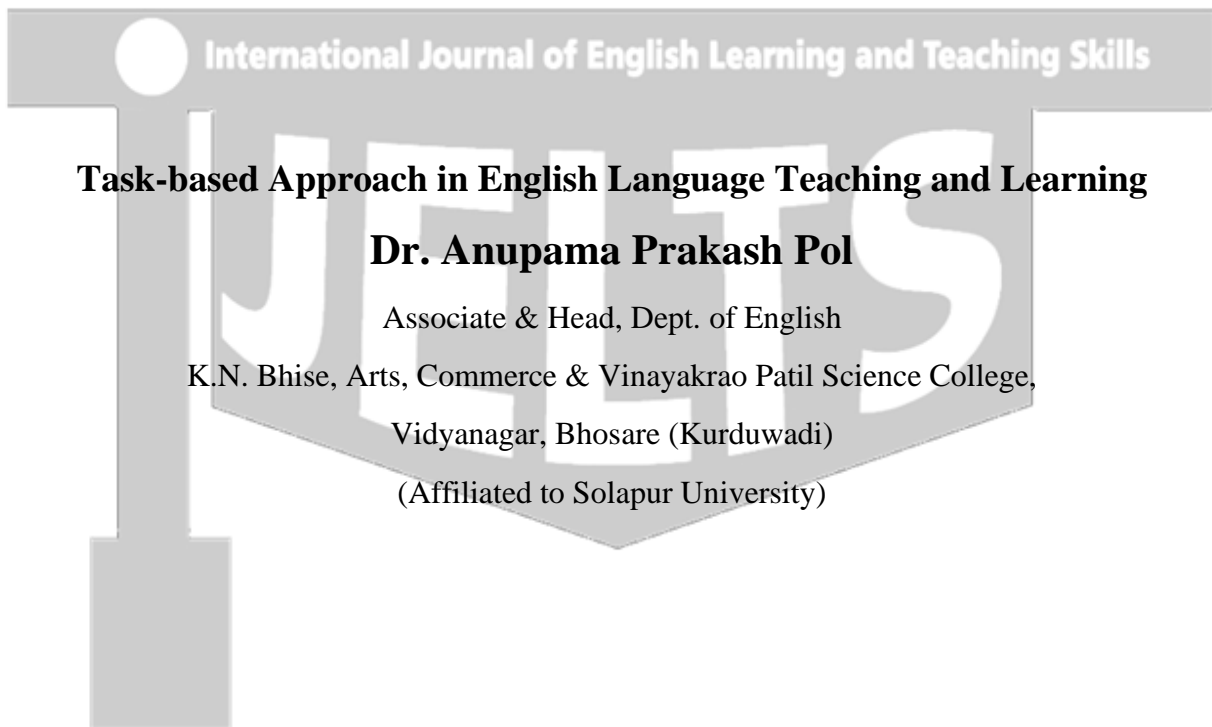 International Journal of English Learning and Teaching Skills
IJELTS
Task-based Approach in English Language Teaching and Learning
Dr. Anupama Prakash Pol
Associate & Head, Dept. of English
K.N. Bhise, Arts, Commerce & Vinayakrao Patil Science College,
Vidyanagar, Bhosare (Kurduwadi)
(Affiliated to Solapur University)